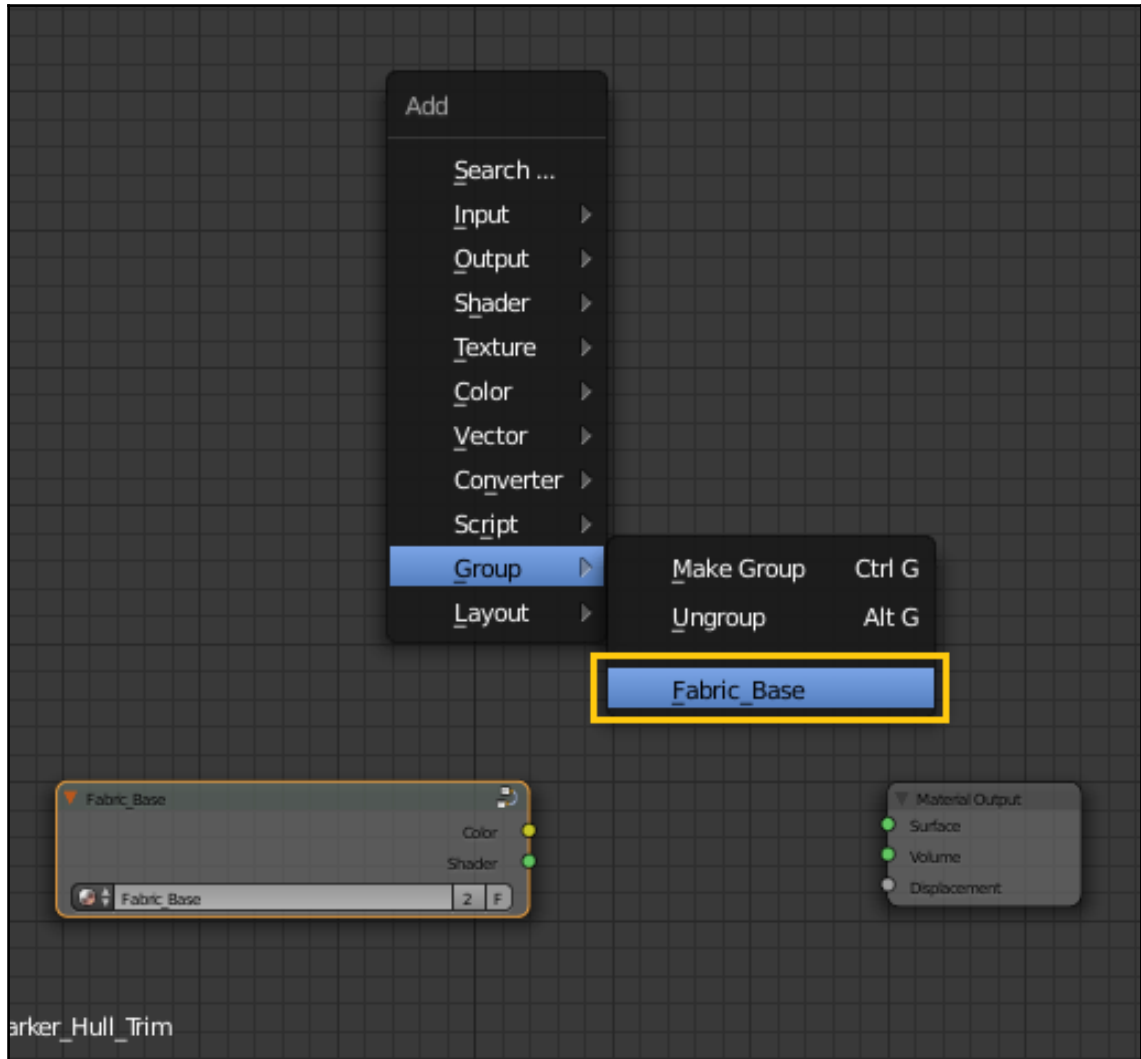 Add
Search ...
Input
Output
Shader
Texture
Color
Vector
Converter
Script
Group
Layout
Make Group Ctrl G
Ungroup Alt G
Fabric_Base
Fabric_Base
Color
Shader
Fabric_Base 2 F
Material Output
Surface
Volume
Displacement
arker_Hull_Trim